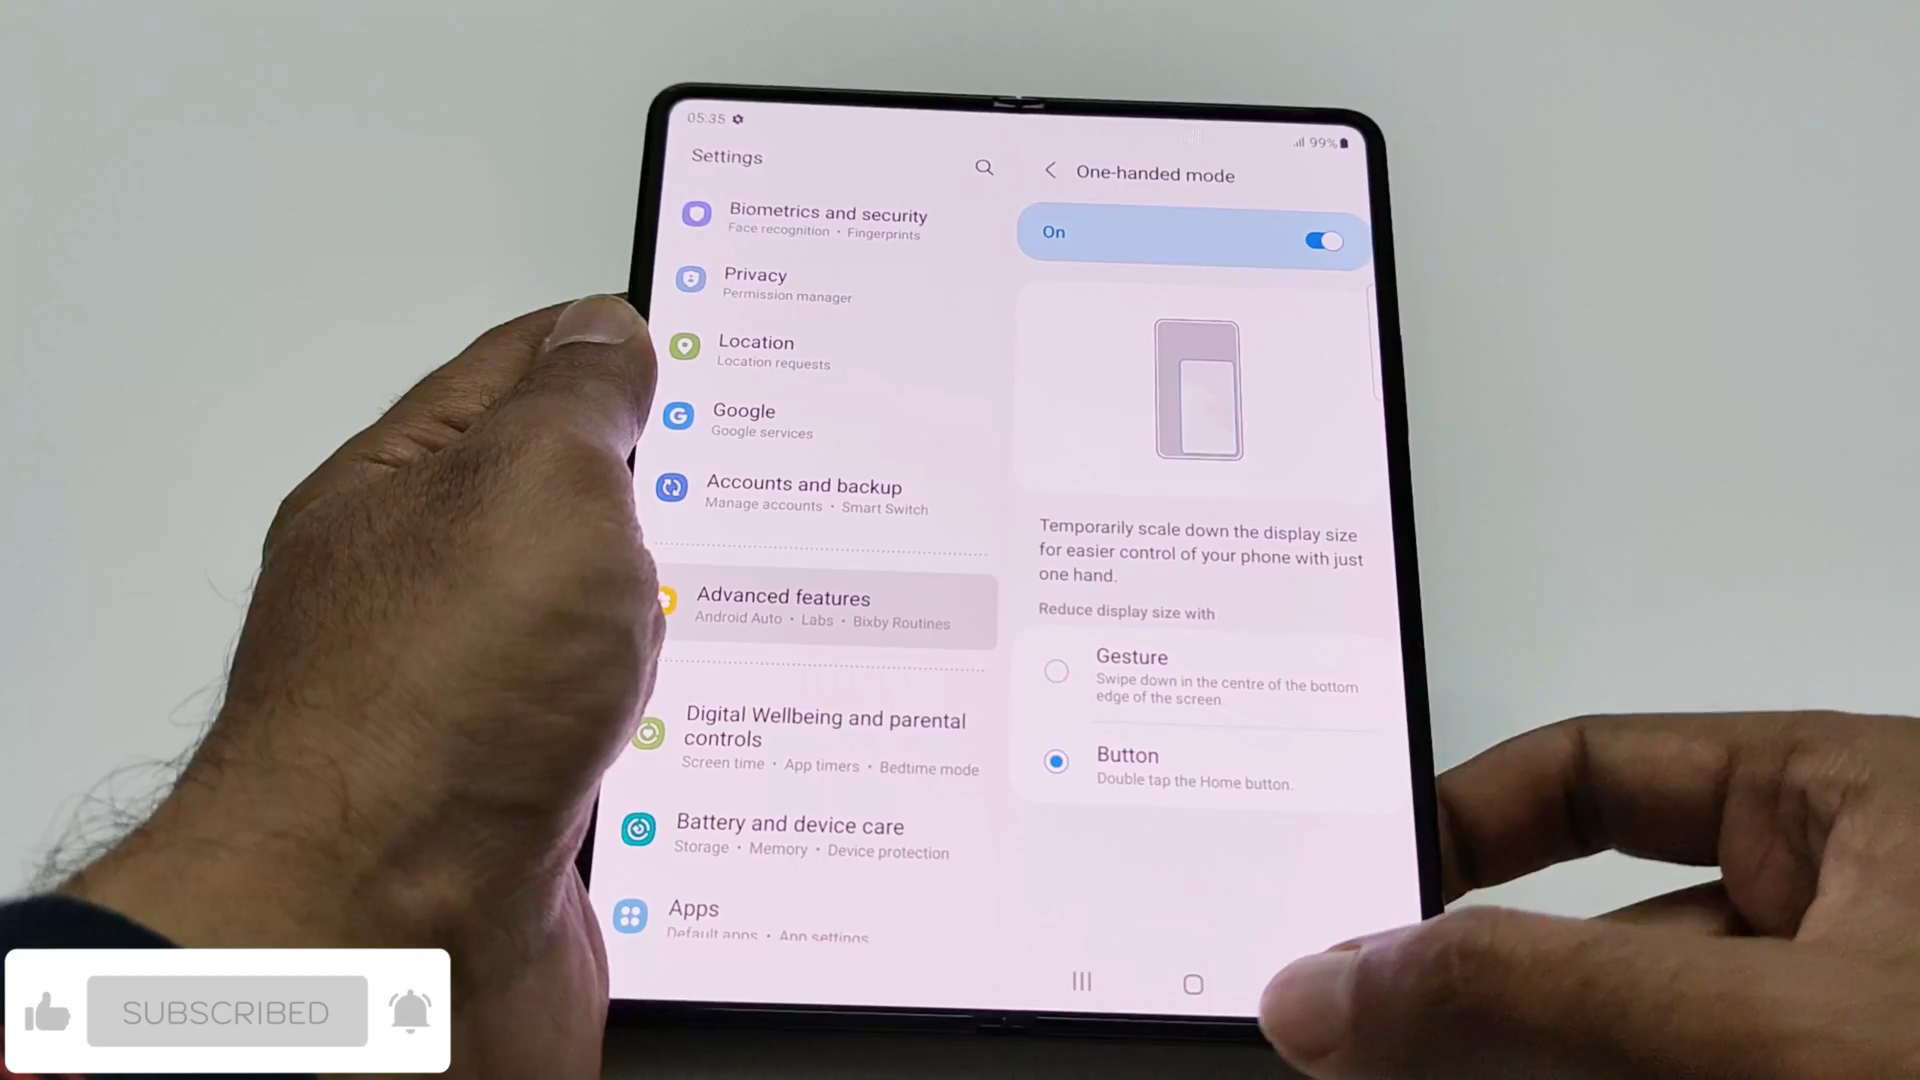 05:35
99%
Settings
Biometrics and security
Face recognition • Fingerprints
Privacy
Permission manager
Location
Location requests
Google
Google services
Accounts and backup
Manage accounts • Smart Switch
Advanced features
Android Auto • Labs • Bixby Routines
Digital Wellbeing and parental
controls
Screen time • App timers • Bedtime mode
Battery and device care
Storage • Memory • Device protection
Apps
Default apps • App settings
One-handed mode
On
Temporarily scale down the display size
for easier control of your phone with just
one hand.
Reduce display size with
Gesture
Swipe down in the centre of the bottom
edge of the screen.
Button
Double tap the Home button.
SUBSCRIBED